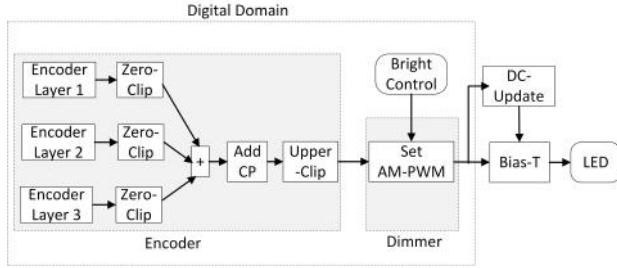 Digital Domain
Encoder
Layer 1
Zero-
Clip
Encoder
Layer 2
Zero-
Clip
Encoder
Layer 3
Zero-
Clip
+
Add
CP
Upper
-Clip
Encoder
Bright
Control
Set
AM-PWM
Dimmer
DC-
Update
Bias-T
LED